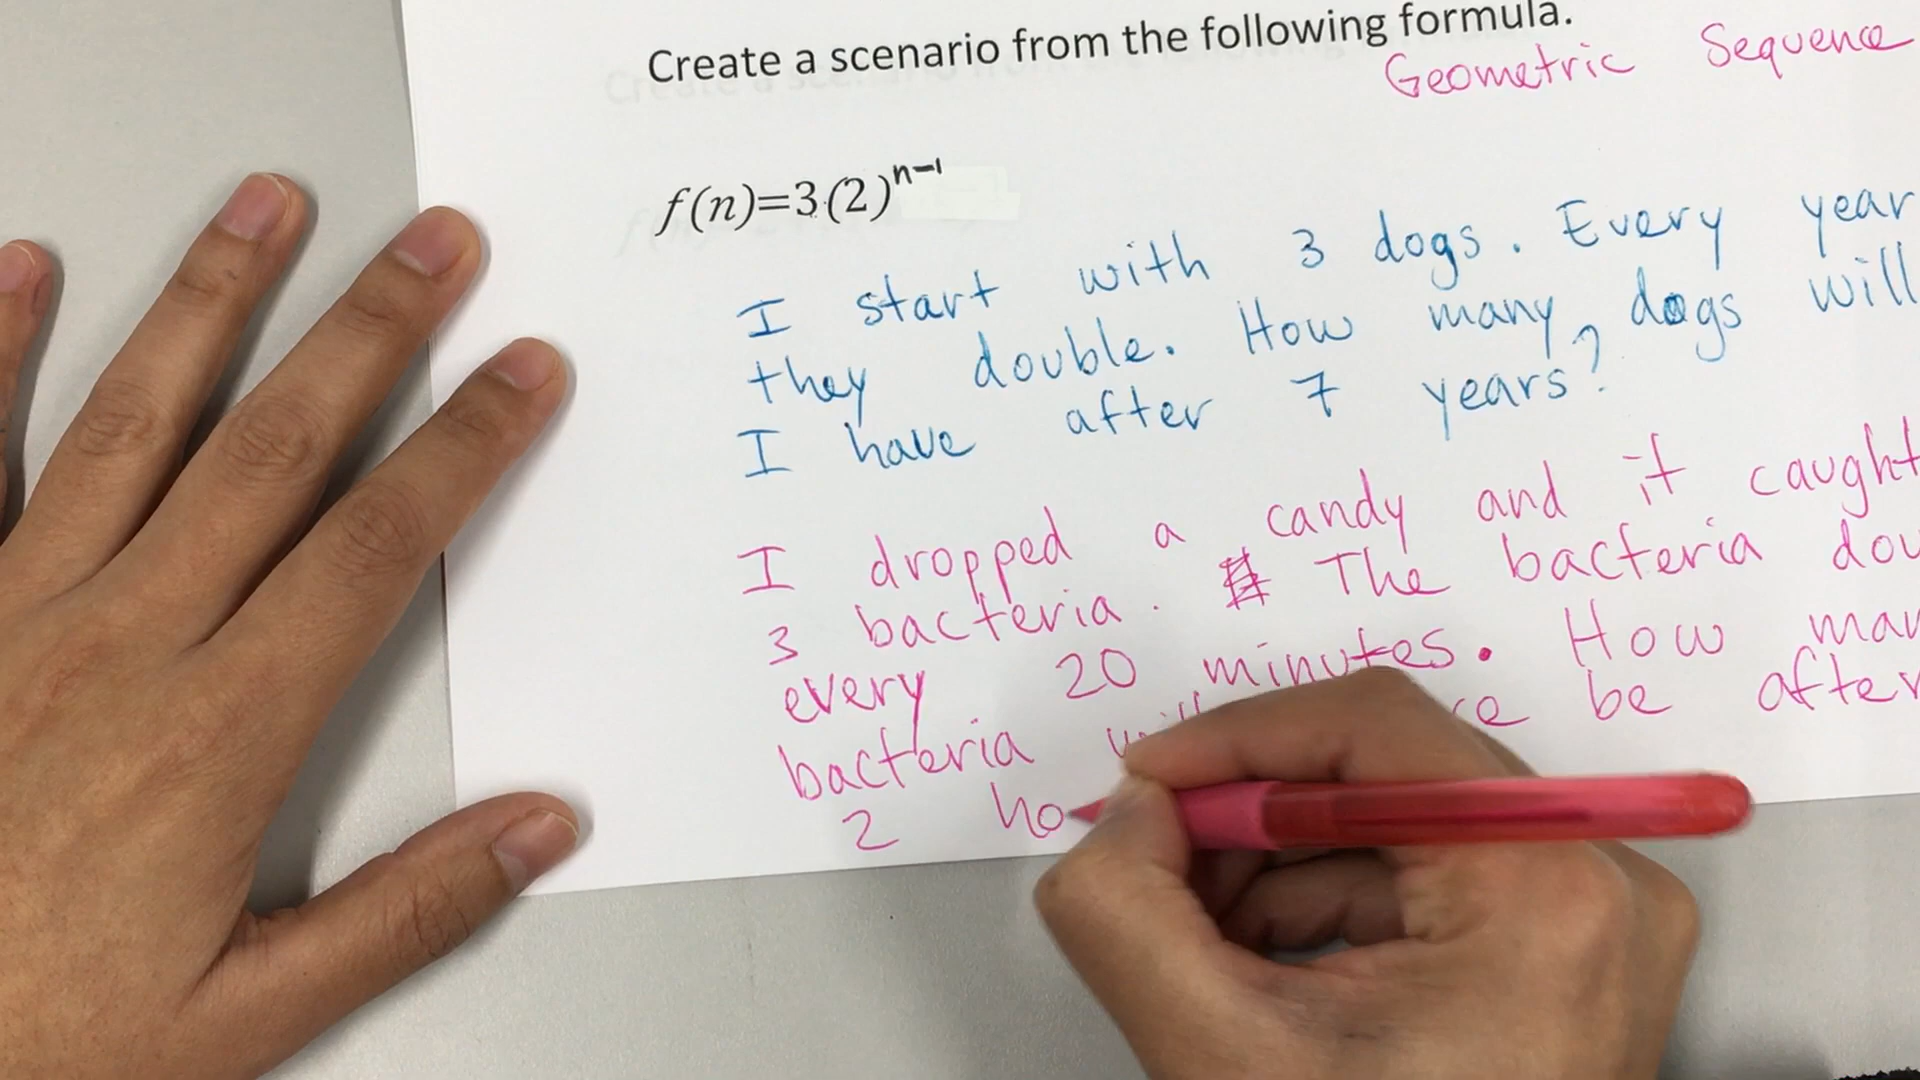 Create a scenario from the following formula.
Geometric Sequence
f(n)=3(2)^{n-1}
I start with 3 dogs. Every year
they double. How many dogs will
I have after 7 years?
I dropped a candy and it caught
3 bacteria. The bacteria dou
every 20 minutes. How man
bacteria be after
2 ho